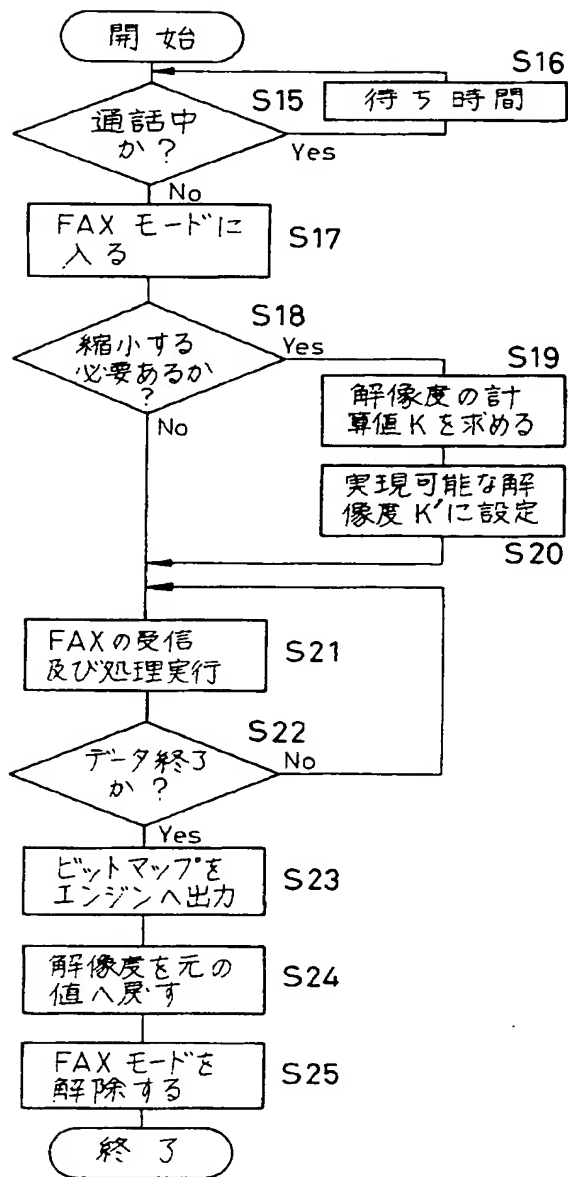 開始
S16
待ち時間
S15
通話中
か?
Yes
No
FAX モードに
入る
S17
S18
縮小する
必要あるか
?
Yes
No
S19
解像度の計
算値Kを求める
実現可能な解
像度K'に設定
S20
FAXの受信
及び処理実行
S21
S22
データ終了
か?
No
Yes
ビットマップを
エンジンへ出力
S23
解像度を元の
値へ戻す
S24
FAX モードを
解除する
S25
終了